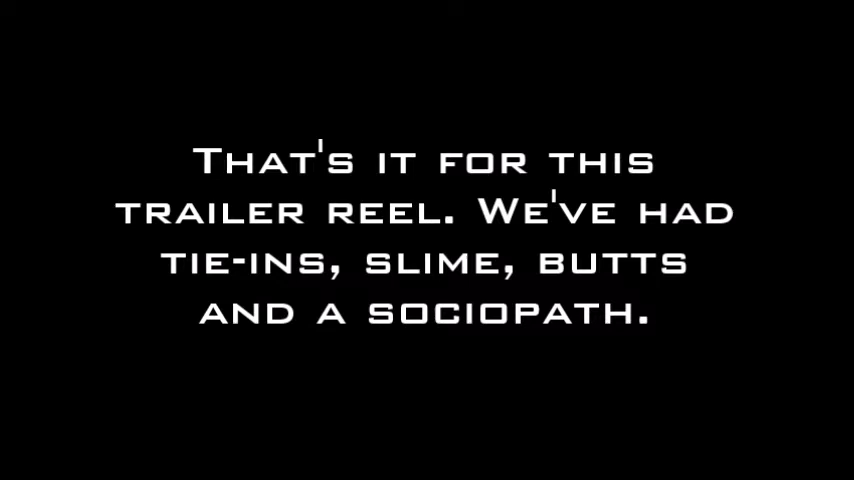 That's it for this
trailer reel. We've had
tie-ins, slime, butts
and a sociopath.